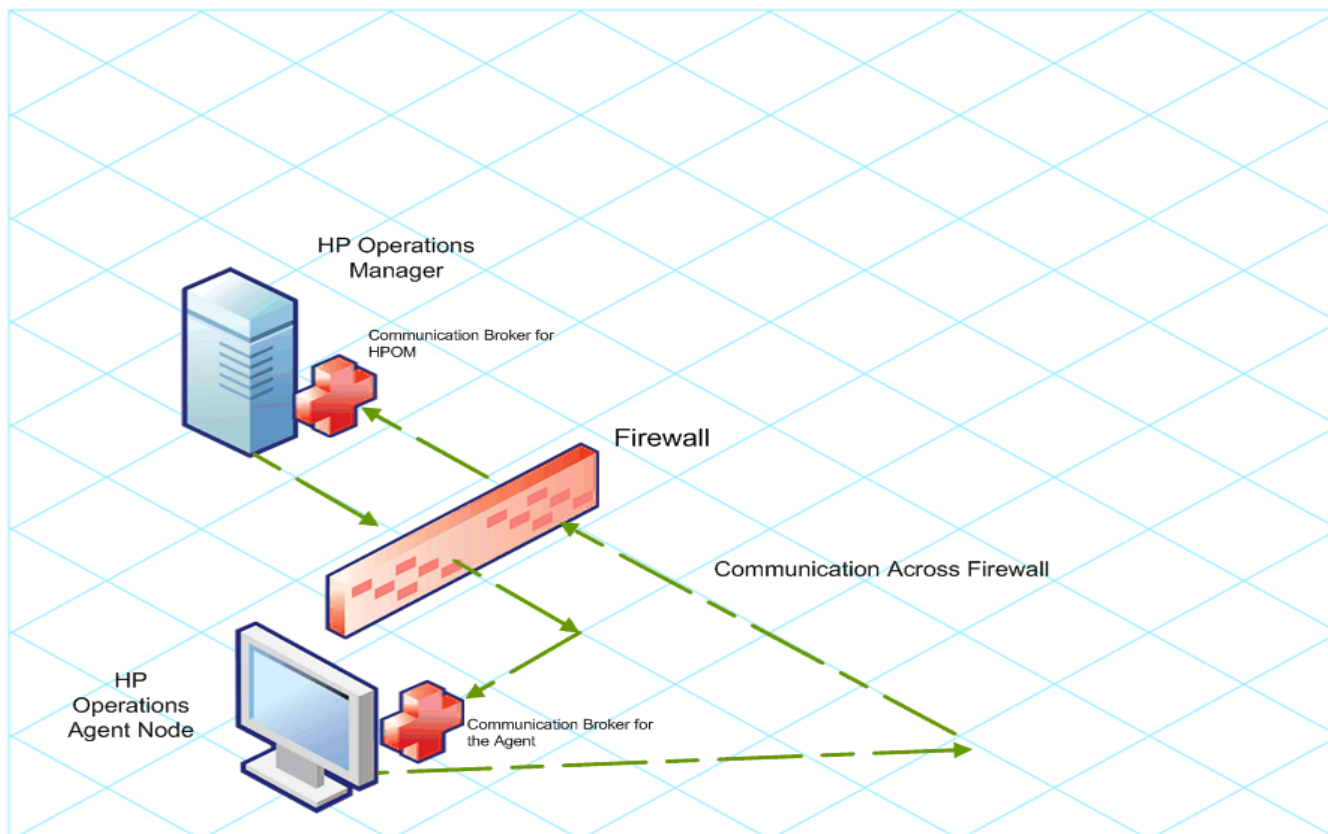 HP Operations
Manager
Communication Broker for
HPOM
Firewall
Communication Across Firewall
HP
Operations
Agent Node
Communication Broker for
the Agent